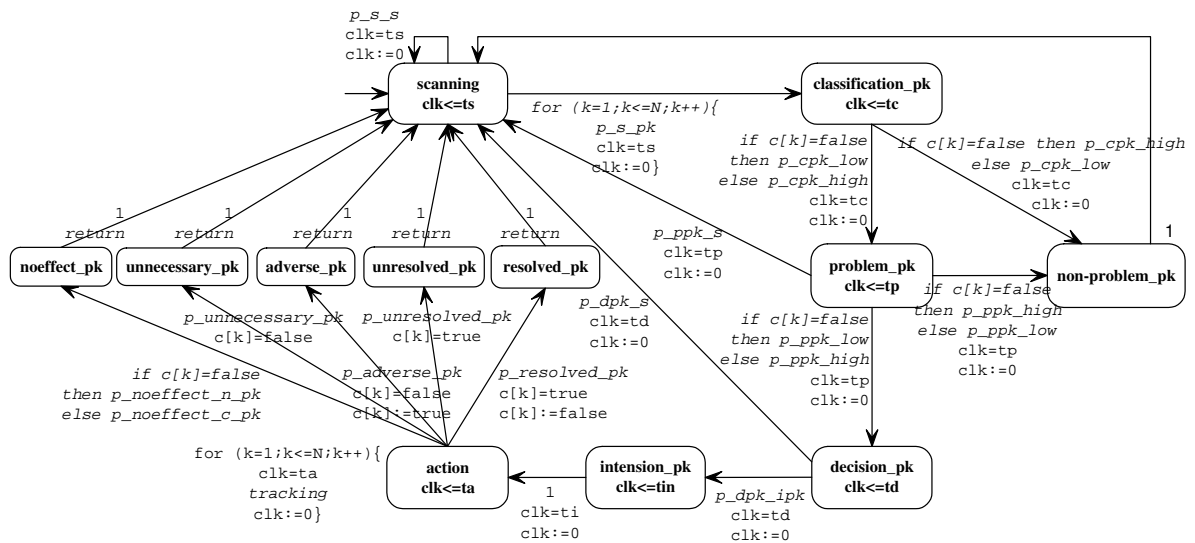 p_s_s
clk=ts
clk:=0
scanning
clk<=ts
classification_pk
clk<=tc
for (k=1;k<=N;k++){
p_s_pk
clk=ts
clk:=0}
if c[k]=false
then p_cpk_low
else p_cpk_high
clk=tc
clk:=0
if c[k]=false then p_cpk_high
else p_cpk_low
clk=tc
clk:=0
1
return
1
return
1
return
1
return
1
return
noeffect_pk
unnecessary_pk
adverse_pk
unresolved_pk
resolved_pk
p_ppk_s
clk=tp
clk:=0
problem_pk
clk<=tp
1
non-problem_pk
if c[k]=false
then p_ppk_high
else p_ppk_low
clk=tp
clk:=0
p_dpk_s
clk=td
clk:=0
if c[k]=false
then p_ppk_low
else p_ppk_high
clk=tp
clk:=0
p_unnecessary_pk
c[k]=false
p_unresolved_pk
c[k]=true
if c[k]=false
then p_noeffect_n_pk
else p_noeffect_c_pk
p_adverse_pk
c[k]=false
c[k]:=true
p_resolved_pk
c[k]=true
c[k]:=false
for (k=1;k<=N;k++){
clk=ta
tracking
clk:=0}
action
clk<=ta
1
clk=ti
clk:=0
intension_pk
clk<=tin
p_dpk_ipk
clk=td
clk:=0
decision_pk
clk<=td